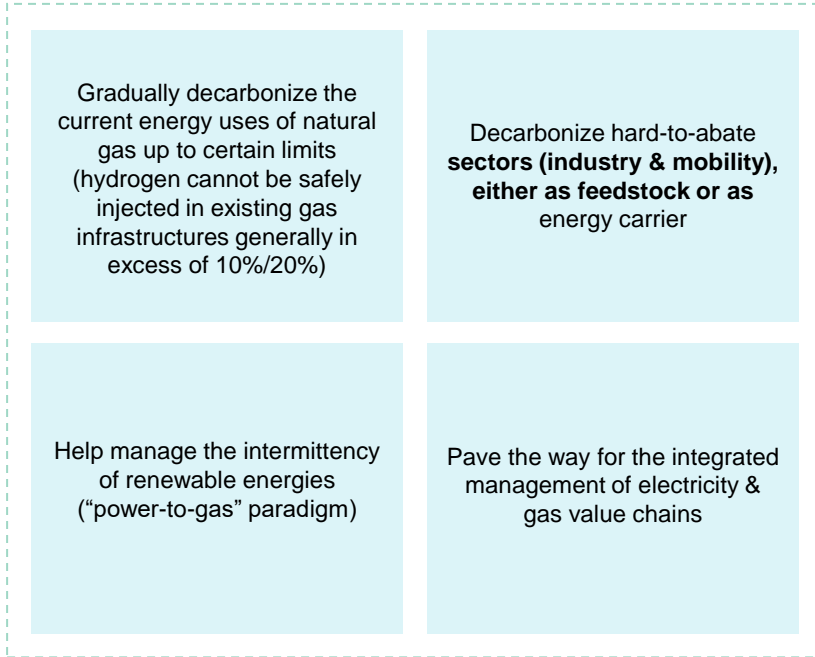 Gradually decarbonize the
current energy uses of natural
gas up to certain limits
(hydrogen cannot be safely
injected in existing gas
infrastructures generally in
excess of 10%/20%)
Decarbonize hard-to-abate
sectors (industry & mobility),
either as feedstock or as
energy carrier
Help manage the intermittency
of renewable energies
(“power-to-gas” paradigm)
Pave the way for the integrated
management of electricity &
gas value chains